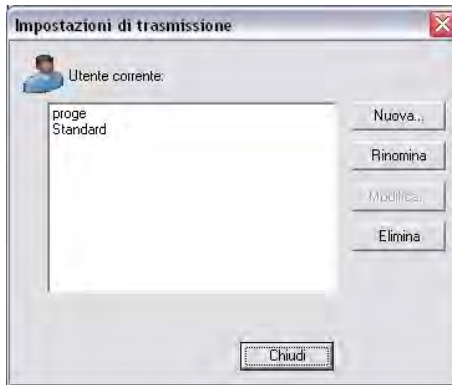 Impostazioni di trasmissione
Utente corrente:
proge
Standard
Nuova...
Rinomina
Modifica...
Elimina
Chiudi